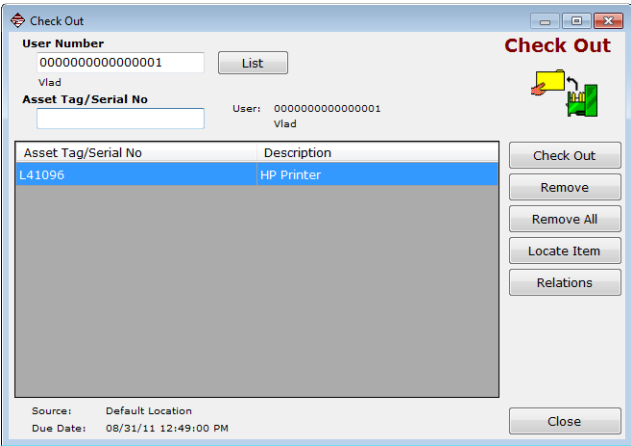 Check Out
User Number
Check Out
0000000000000001
List
Vlad
Asset Tag/Serial No
User: 0000000000000001
Vlad
Asset Tag/Serial No Description
Check Out
L41096 HP Printer
Remove
Remove All
Locate Item
Relations
Source: Default Location
Due Date: 08/31/11 12:49:00 PM
Close